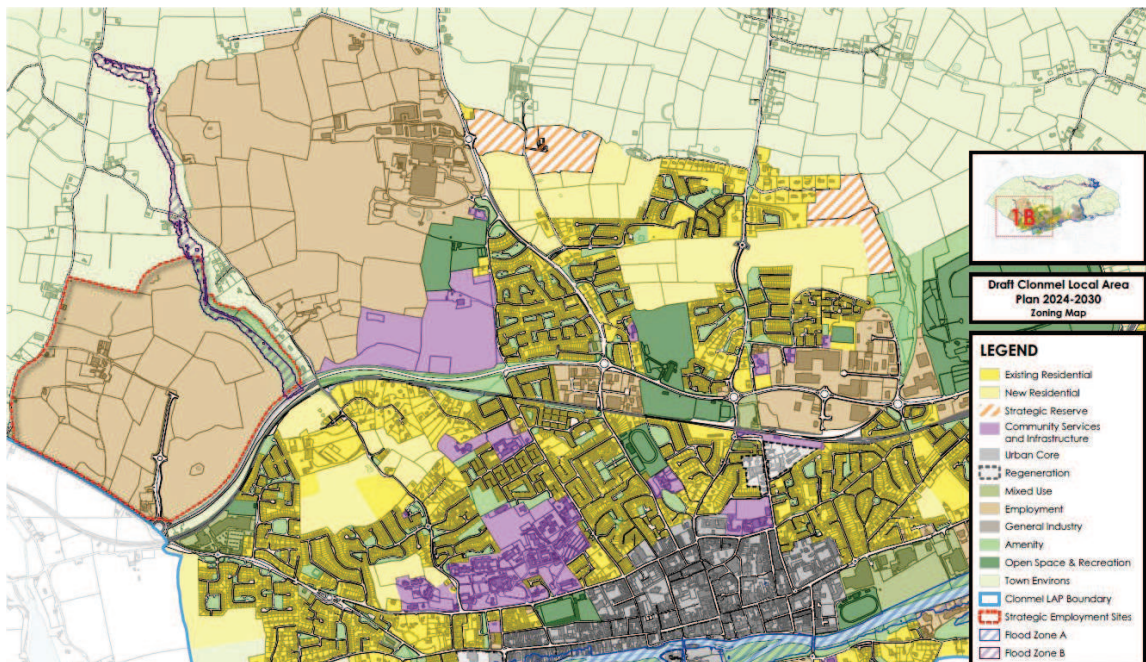 1B
Draft Clonmel Local Area
Plan 2024-2030
Zoning Map
LEGEND
Existing Residential
New Residential
Strategic Reserve
Community Services
and Infrastructure
Urban Core
Regeneration
Mixed Use
Employment
General Industry
Amenity
Open Space & Recreation
Town Environs
Clonmel LAP Boundary
Strategic Employment Sites
Flood Zone A
Flood Zone B